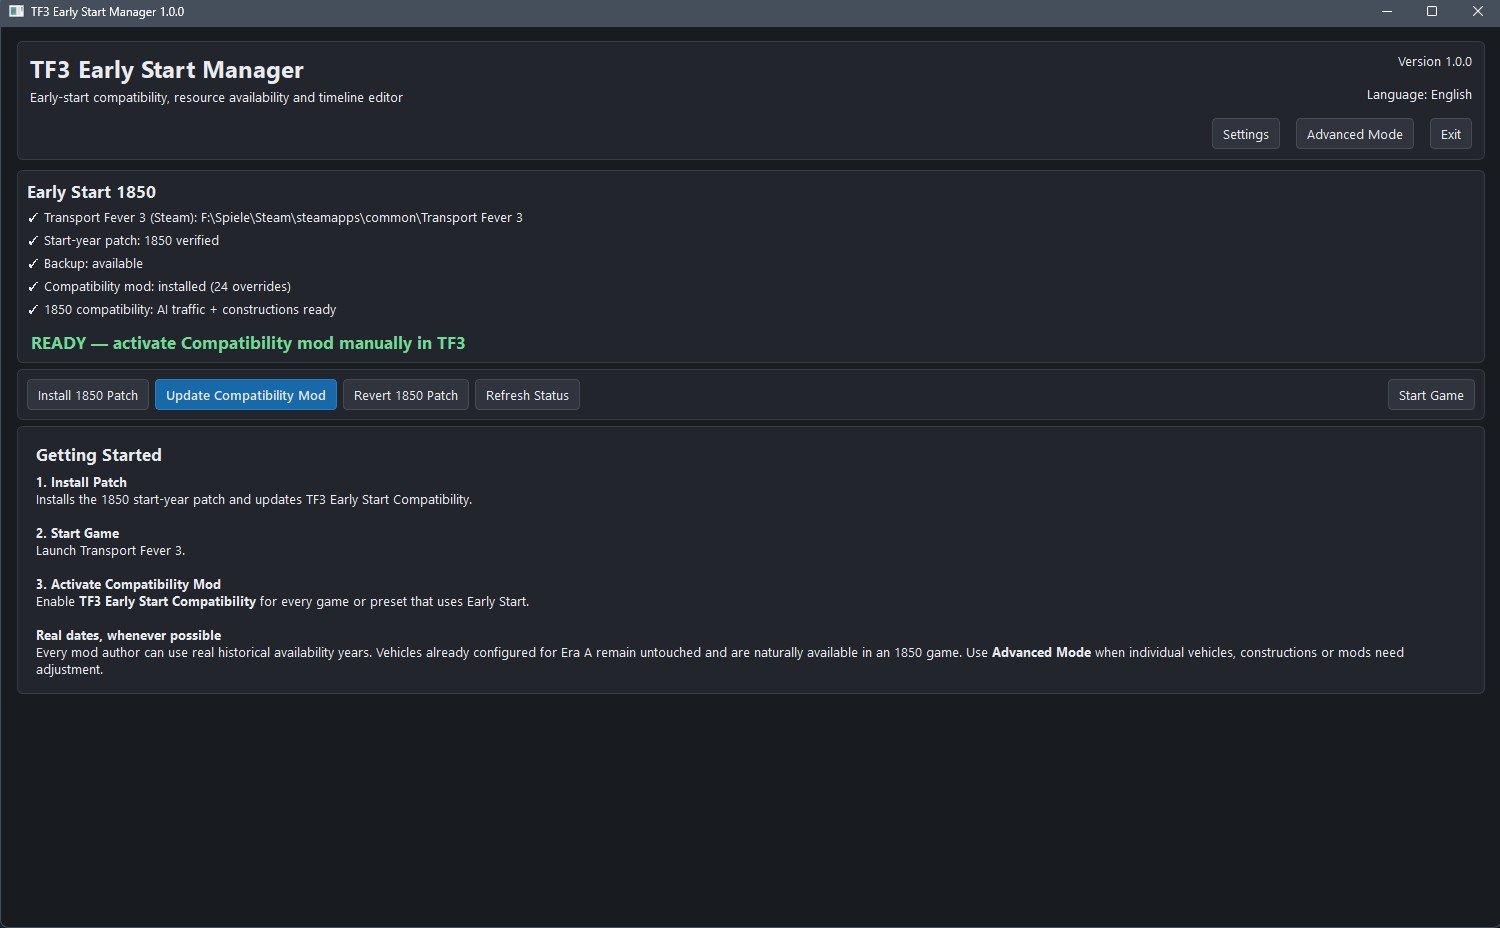 TF3 Early Start Manager 1.0.0
TF3 Early Start Manager
Version 1.0.0
Early-start compatibility, resource availability and timeline editor
Language: English
Settings
Advanced Mode
Exit
Early Start 1850
✓ Transport Fever 3 (Steam): F:\Spiele\Steam\steamapps\common\Transport Fever 3
✓ Start-year patch: 1850 verified
✓ Backup: available
✓ Compatibility mod: installed (24 overrides)
✓ 1850 compatibility: AI traffic + constructions ready
READY — activate Compatibility mod manually in TF3
Install 1850 Patch
Update Compatibility Mod
Revert 1850 Patch
Refresh Status
Start Game
Getting Started
1. Install Patch
Installs the 1850 start-year patch and updates TF3 Early Start Compatibility.
2. Start Game
Launch Transport Fever 3.
3. Activate Compatibility Mod
Enable TF3 Early Start Compatibility for every game or preset that uses Early Start.
Real dates, whenever possible
Every mod author can use real historical availability years. Vehicles already configured for Era A remain untouched and are naturally available in an 1850 game. Use Advanced Mode when individual vehicles, constructions or mods need
adjustment.